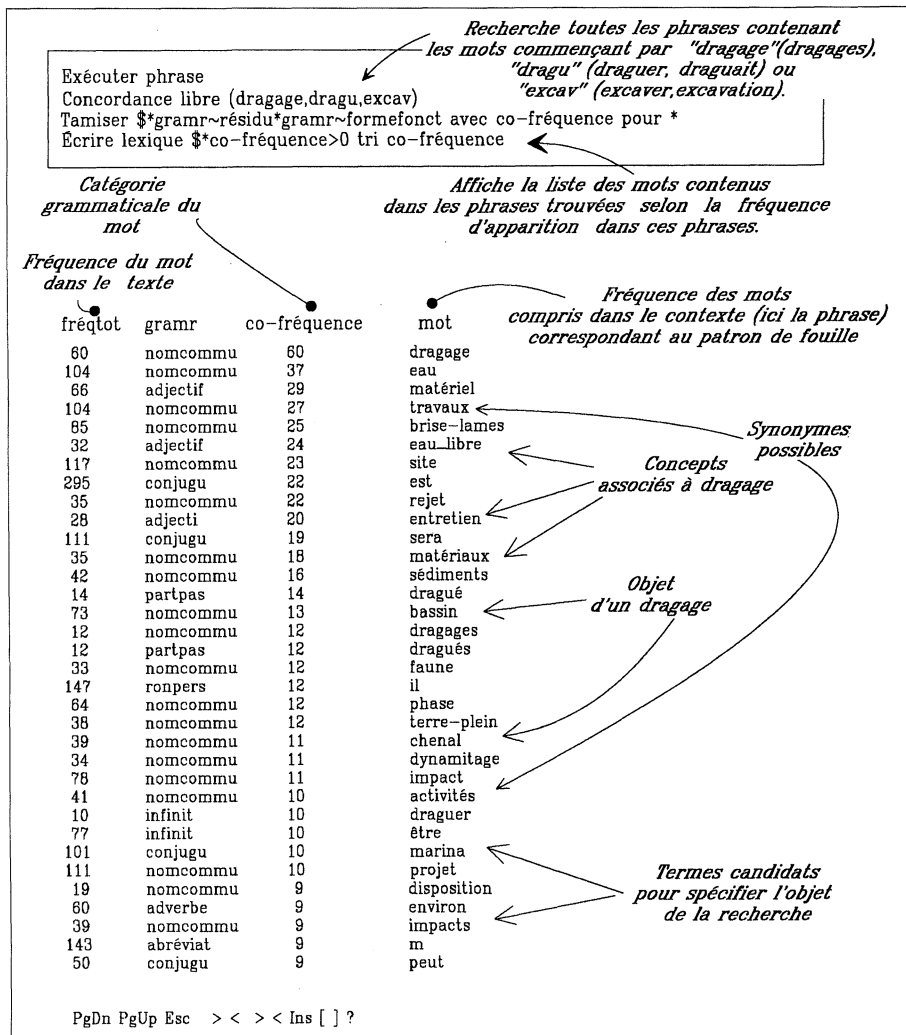 Recherche toutes les phrases contenant
les mots commençant par "dragage"(dragages),
"dragu" (draguer, draguait) ou
"excav" (excaver,excavation).
Exécuter phrase
Concordance libre (dragage,dragu,excav)
Tamiser $*gramr~résidu*gramr~formefonct avec co-fréquence pour *
Écrire lexique $*co-fréquence>0 tri co-fréquence
Catégorie
grammaticale du
mot
Affiche la liste des mots contenus
dans les phrases trouvées selon la fréquence
d'apparition dans ces phrases.
Fréquence du mot
dans le texte
Fréquence des mots
compris dans le contexte (ici la phrase)
correspondant au patron de fouille
fréqtot gramr co-fréquence mot
60 nomcommu 60 dragage
104 nomcommu 37 eau
66 adjectif 29 matériel
104 nomcommu 27 travaux
85 nomcommu 25 brise-lames
32 adjectif 24 eau_libre
117 nomcommu 23 site
295 conjugu 22 est
35 nomcommu 22 rejet
28 adjecti 20 entretien
111 conjugu 19 sera
35 nomcommu 18 matériaux
42 nomcommu 16 sédiments
14 partpas 14 dragué
73 nomcommu 13 bassin
12 nomcommu 12 dragages
12 partpas 12 dragués
33 nomcommu 12 faune
147 ronpers 12 il
64 nomcommu 12 phase
38 nomcommu 12 terre-plein
39 nomcommu 11 chenal
34 nomcommu 11 dynamitage
78 nomcommu 11 impact
41 nomcommu 10 activités
10 infinit 10 draguer
77 infinit 10 être
101 conjugu 10 marina
111 nomcommu 10 projet
19 nomcommu 9 disposition
60 adverbe 9 environ
39 nomcommu 9 impacts
143 abréviat 9 m
50 conjugu 9 peut
Synonymes
possibles
Concepts
associés à dragage
Objet
d'un dragage
Termes candidats
pour spécifier l'objet
de la recherche
PgDn PgUp Esc > < > < Ins [ ] ?